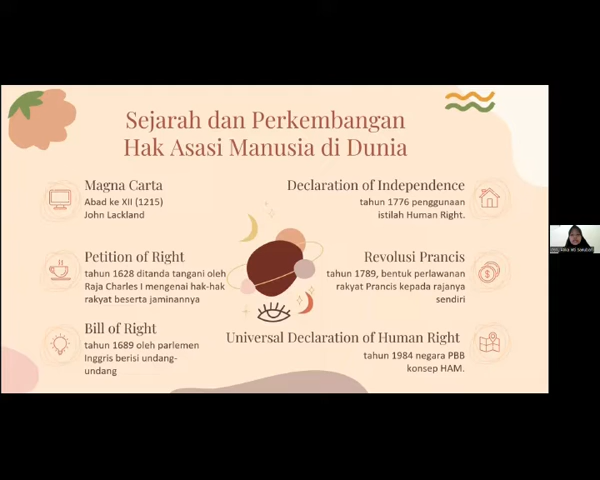 Sejarah dan Perkembangan
Hak Asasi Manusia di Dunia
Magna Carta
Abad ke XII (1215)
John Lackland
Petition of Right
tahun 1628 ditanda tangani oleh
Raja Charles I mengenai hak-hak
rakyat beserta jaminannya
Bill of Right
tahun 1689 oleh parlemen
Inggris berisi undang-
undang
Declaration of Independence
tahun 1776 penggunaan
istilah Human Right.
Revolusi Prancis
tahun 1789, bentuk perlawanan
rakyat Prancis kepada rajanya
sendiri
Universal Declaration of Human Right
tahun 1984 negara PBB
konsep HAM.